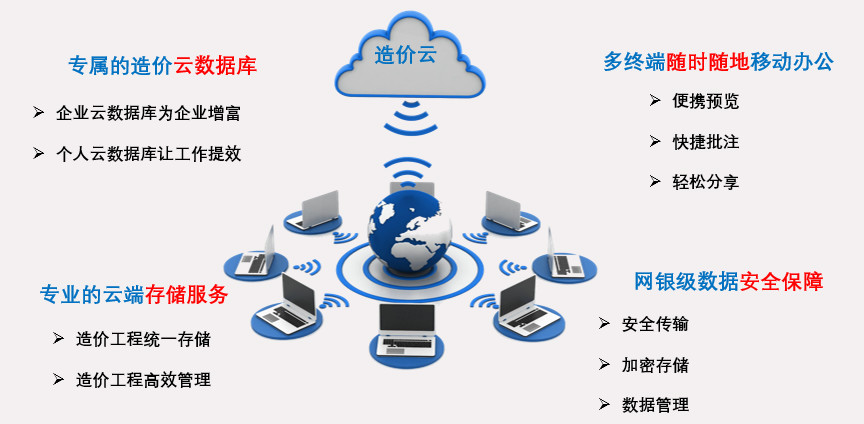 造价云
专属的造价云数据库
企业云数据库为企业增富
个人云数据库让工作提效
多终端随时随地移动办公
便携预览
快捷批注
轻松分享
专业的云端存储服务
造价工程统一存储
造价工程高效管理
网银级数据安全保障
安全传输
加密存储
数据管理